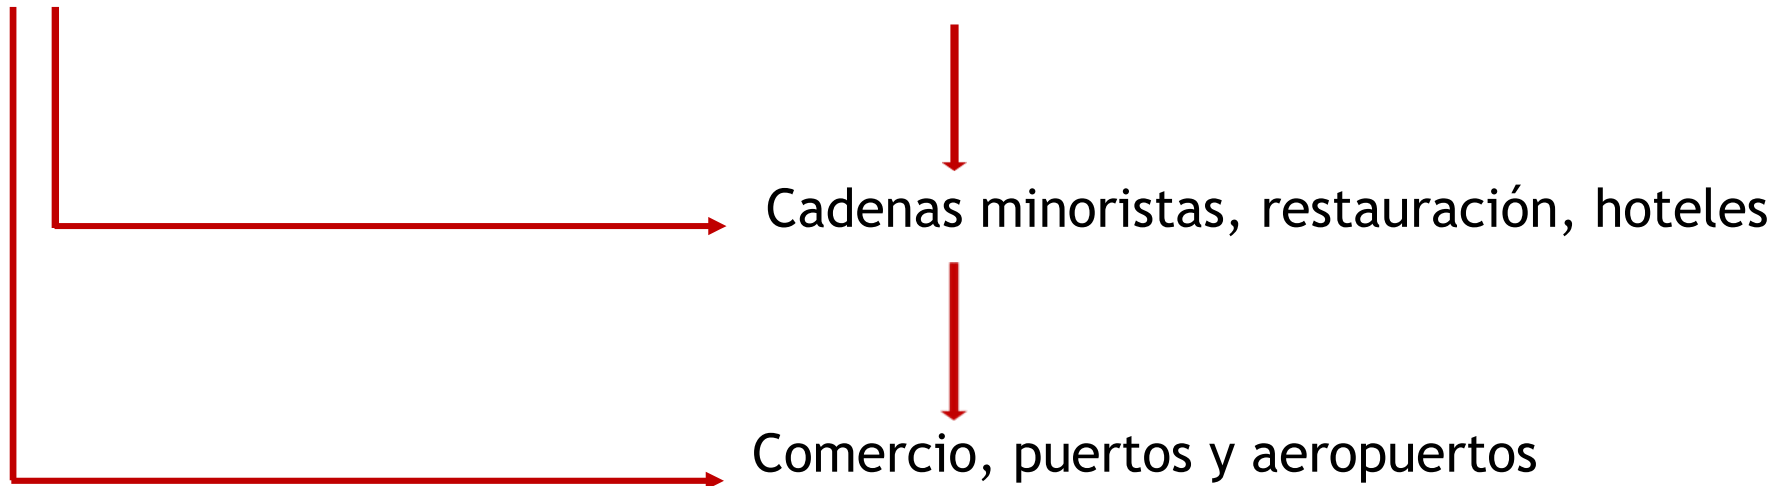 Cadenas minoristas, restauración, hoteles
Comercio, puertos y aeropuertos